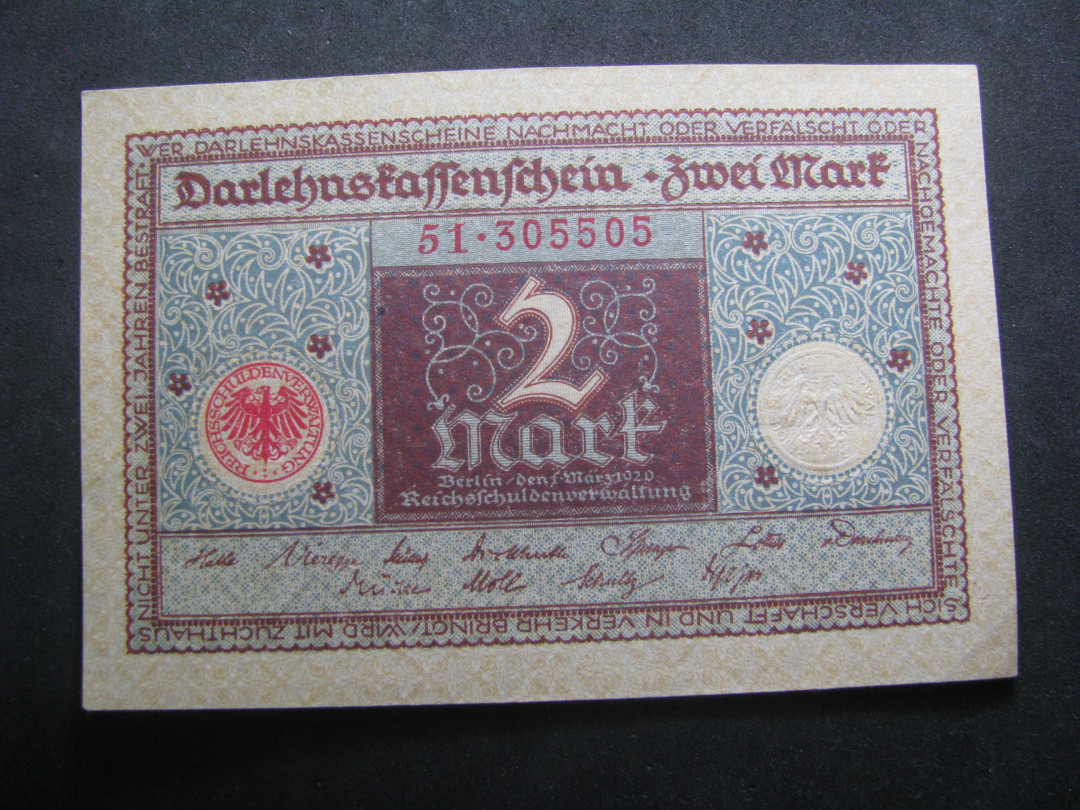 WER DARLEHNSKASSENSCHEINE NACHMACHT ODER VERFÄLSCHT ODER
NACHGEMACHTE ODER VERFÄLSCHTE
SICH VERSCHAFFT UND IN VERKEHR BRINGT, WIRD MIT ZUCHTHAUS
NICHT UNTER ZWEI JAHREN BESTRAFT·
Darlehnskassenschein · Zwei Mark
51·305505
2
Mark
Berlin, den 1. März 1920
Reichsschuldenverwaltung
REICHSSCHULDENVERWALTUNG
Müller
Moll
Schultz